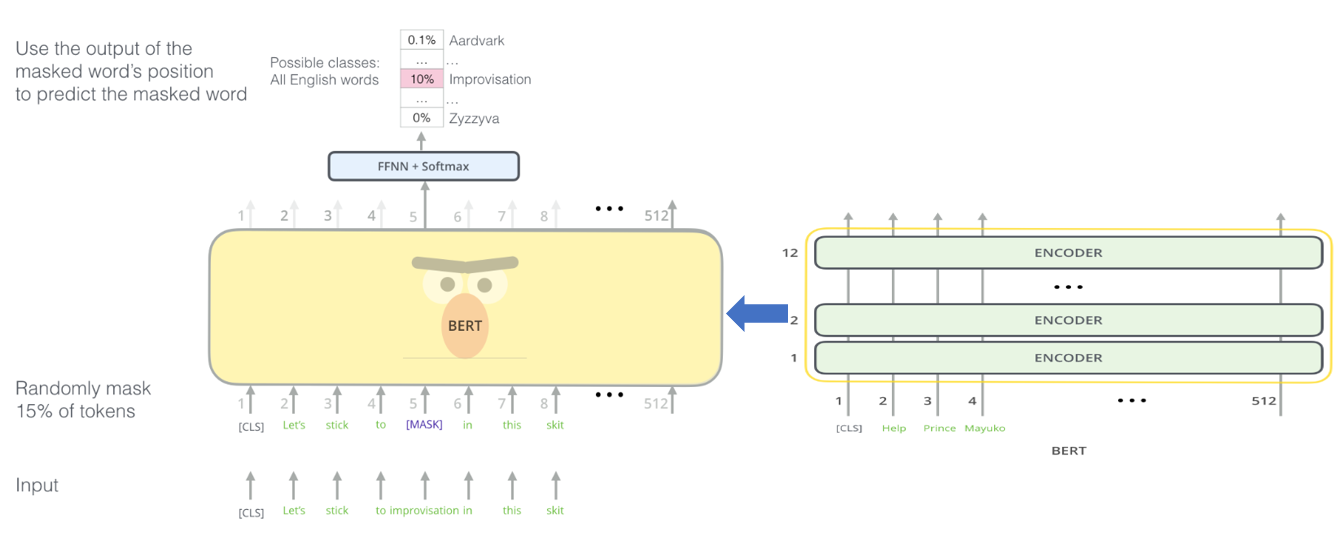 Use the output of the
masked word's position
to predict the masked word
Possible classes:
All English words
0.1% Aardvark
... ...
10% Improvisation
... ...
0% Zyzzyva
FFNN + Softmax
1 2 3 4 5 6 7 8 ... 512
BERT
Randomly mask
15% of tokens
1 2 3 4 5 6 7 8 ... 512
[CLS] Let's stick to [MASK] in this skit
Input
[CLS] Let's stick to improvisation in this skit
12 ENCODER
...
2 ENCODER
1 ENCODER
1 2 3 4 ... 512
[CLS] Help Prince Mayuko
BERT